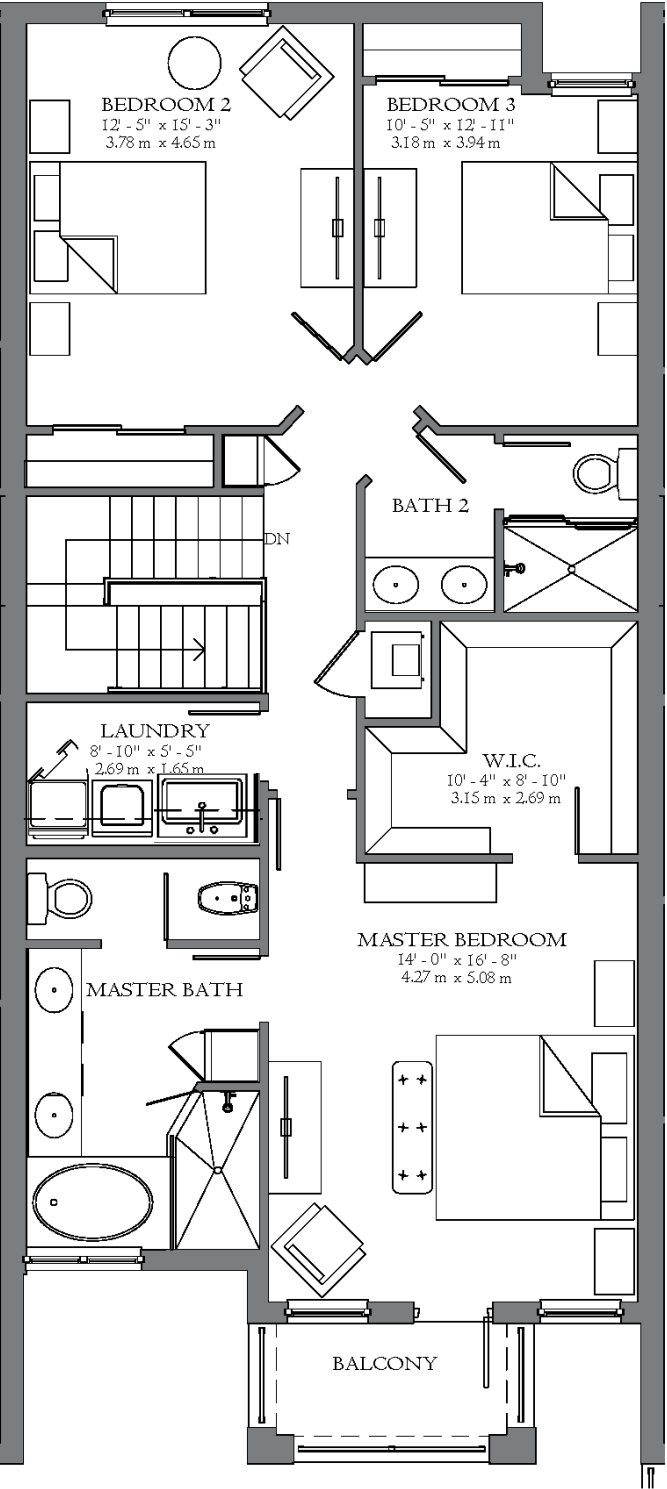 BEDROOM 2
12' - 5" x 15' - 3"
3.78 m x 4.65 m
BEDROOM 3
10' - 5" x 12' - 11"
3.18 m x 3.94 m
BATH 2
DN
LAUNDRY
8' - 10" x 5' - 5"
2.69 m x 1.65 m
W.I.C.
10' - 4" x 8' - 10"
3.15 m x 2.69 m
MASTER BEDROOM
14' - 0" x 16' - 8"
4.27 m x 5.08 m
MASTER BATH
BALCONY